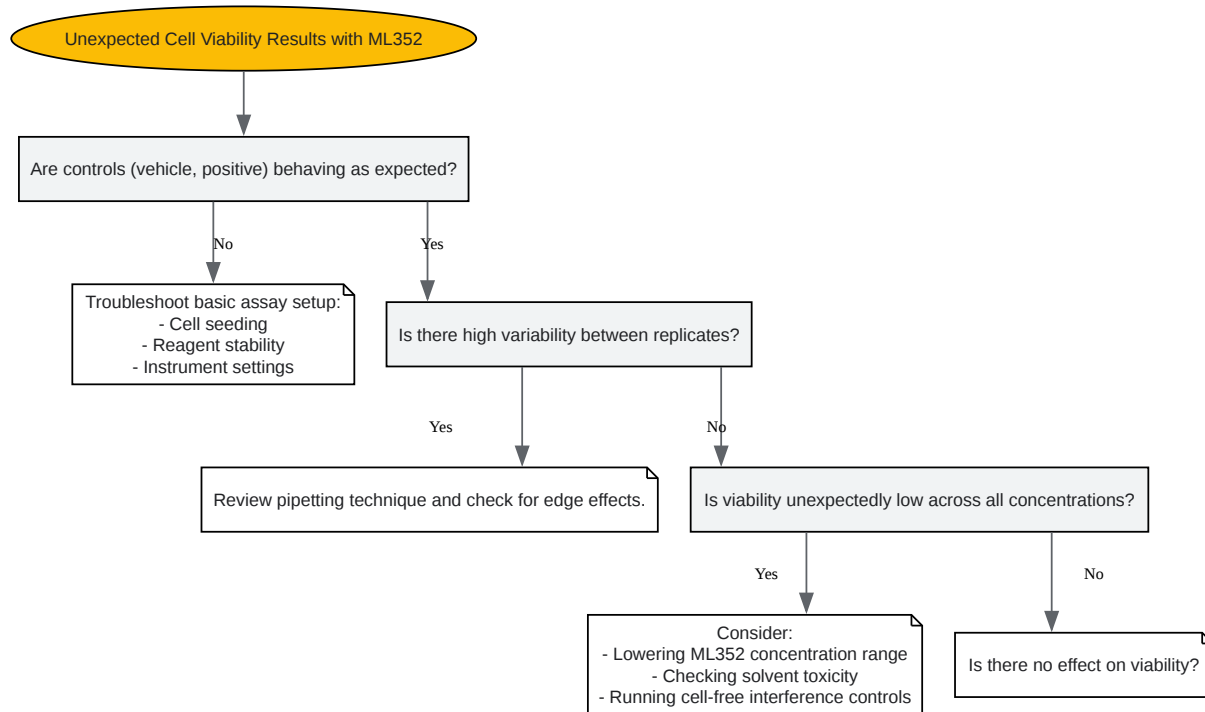 Unexpected Cell Viability Results with ML352
Are controls (vehicle, positive) behaving as expected?
No
Yes
Troubleshoot basic assay setup:
- Cell seeding
- Reagent stability
- Instrument settings
Is there high variability between replicates?
Yes
No
Review pipetting technique and check for edge effects.
Is viability unexpectedly low across all concentrations?
Yes
No
Consider:
- Lowering ML352 concentration range
- Checking solvent toxicity
- Running cell-free interference controls
Is there no effect on viability?